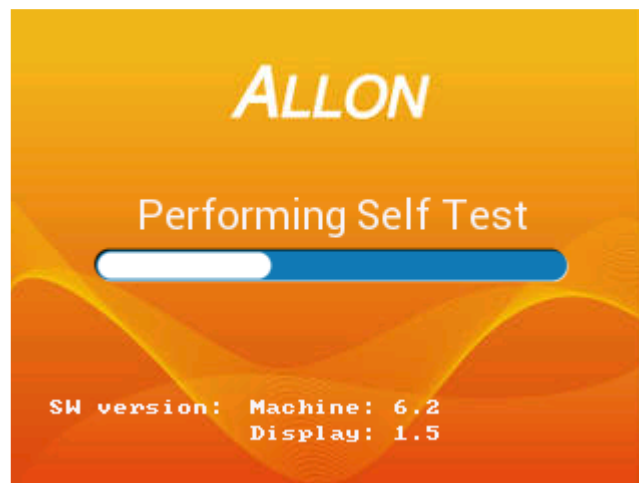 ALLON
Performing Self Test
SW version: Machine: 6.2
Display: 1.5